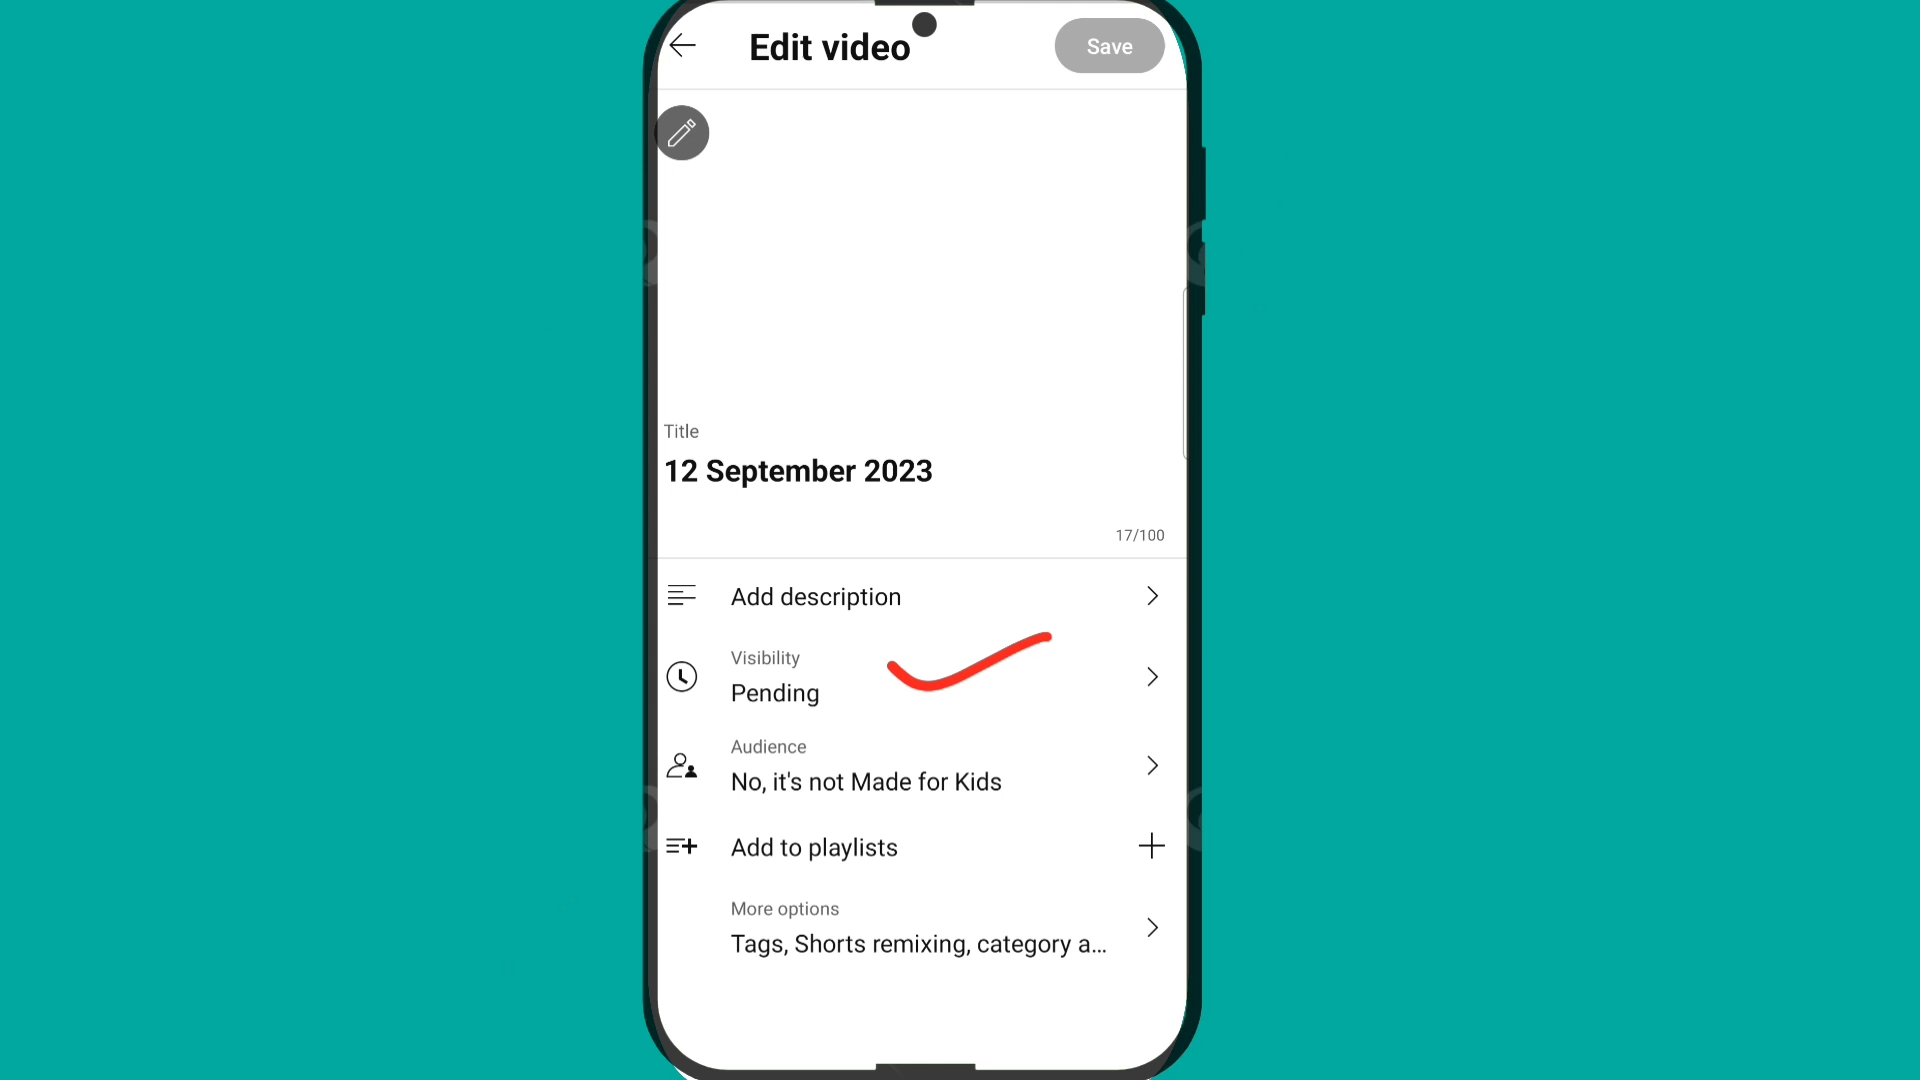 Edit video
Save
Title
12 September 2023
17/100
Add description
Visibility
Pending
Audience
No, it's not Made for Kids
Add to playlists
More options
Tags, Shorts remixing, category a...